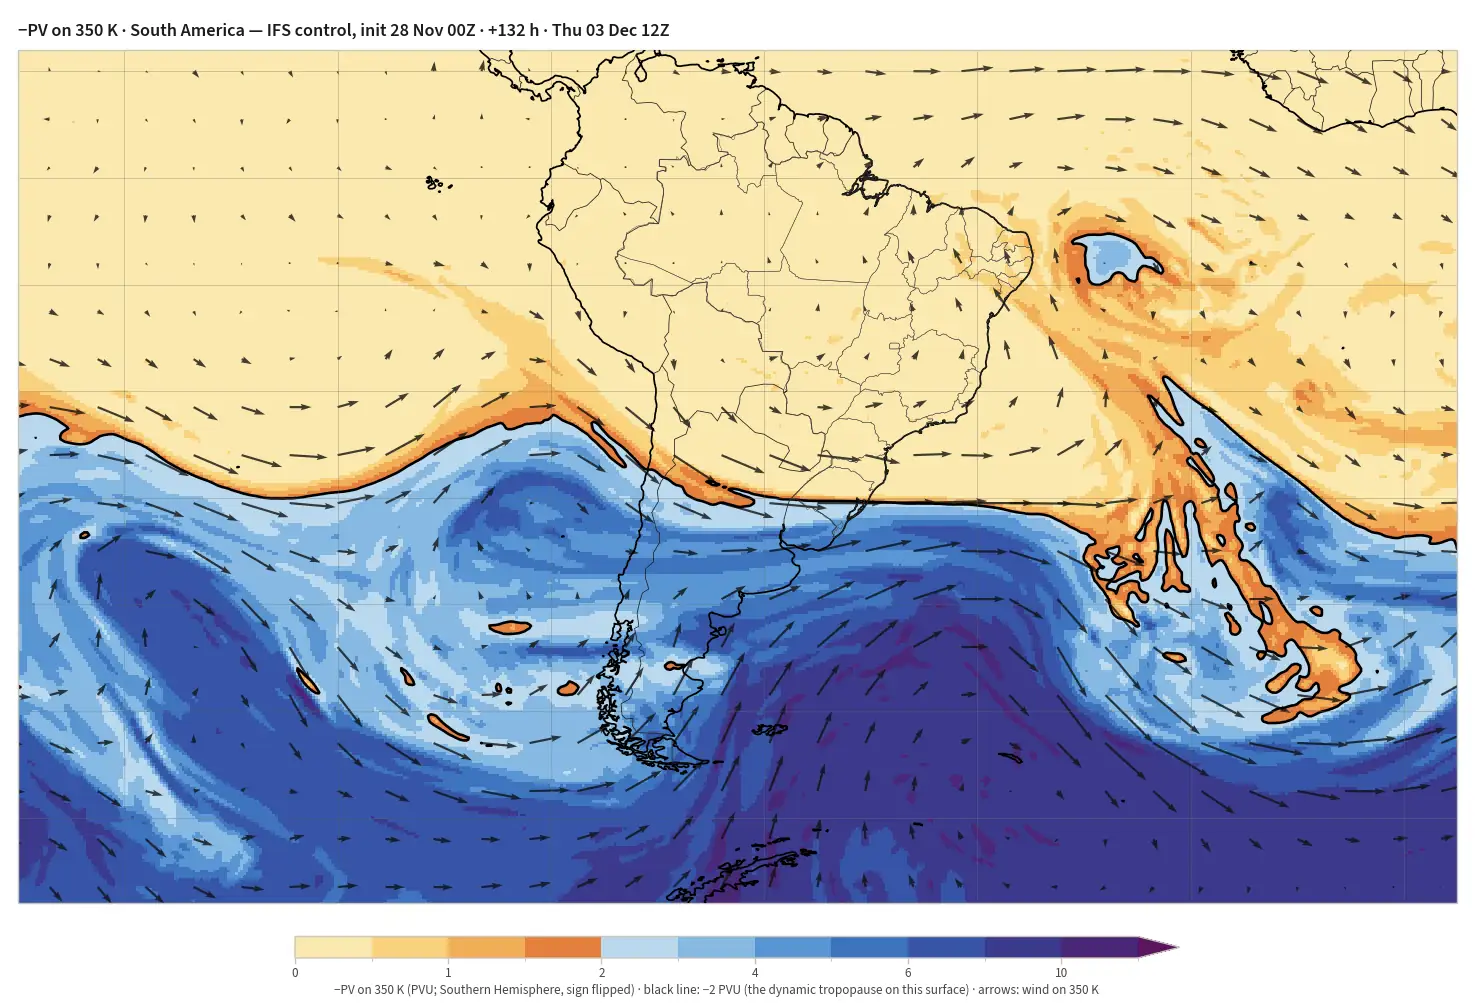 −PV on 350 K · South America — IFS control, init 28 Nov 00Z · +132 h · Thu 03 Dec 12Z
0 1 2 4 6 10
−PV on 350 K (PVU; Southern Hemisphere, sign flipped) · black line: −2 PVU (the dynamic tropopause on this surface) · arrows: wind on 350 K